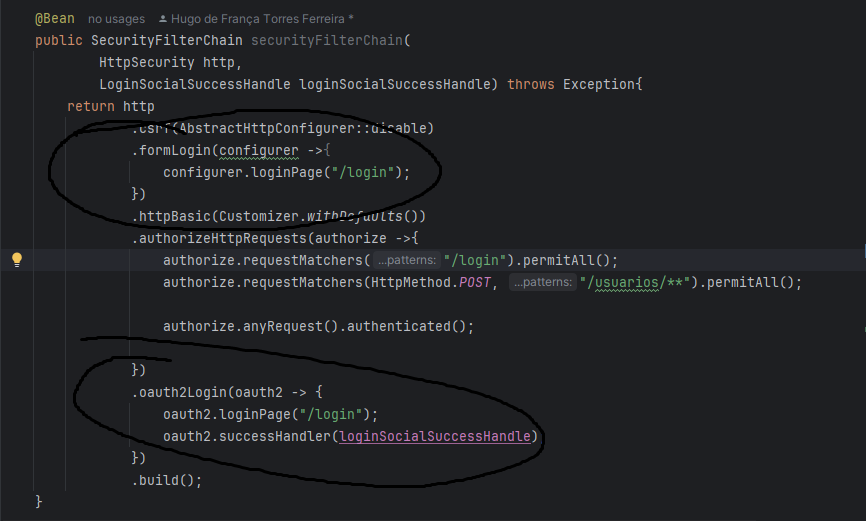 @Bean no usages Hugo de França Torres Ferreira *
public SecurityFilterChain securityFilterChain(
HttpSecurity http,
LoginSocialSuccessHandle loginSocialSuccessHandle) throws Exception{
return http
.csrf(AbstractHttpConfigurer::disable)
.formLogin(configurer ->{
configurer.loginPage("/login");
})
.httpBasic(Customizer.withDefaults())
.authorizeHttpRequests(authorize ->{
authorize.requestMatchers( ...patterns: "/login").permitAll();
authorize.requestMatchers(HttpMethod.POST, ...patterns: "/usuarios/**").permitAll();
authorize.anyRequest().authenticated();
})
.oauth2Login(oauth2 -> {
oauth2.loginPage("/login");
oauth2.successHandler(loginSocialSuccessHandle)
})
.build();
}